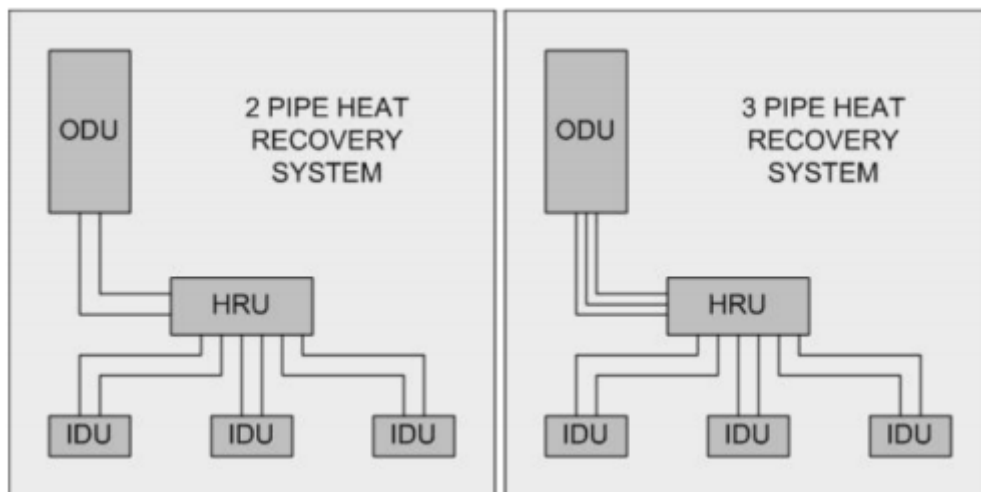 ODU
2 PIPE HEAT
RECOVERY
SYSTEM
HRU
IDU
IDU
IDU
ODU
3 PIPE HEAT
RECOVERY
SYSTEM
HRU
IDU
IDU
IDU